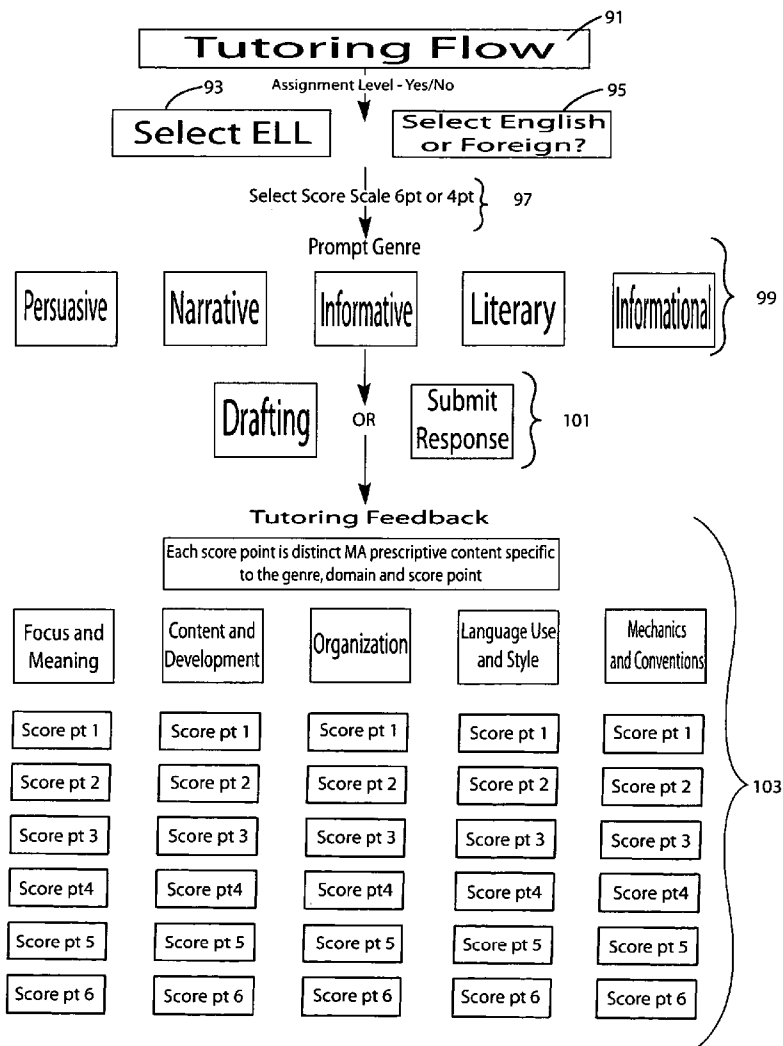 91
Tutoring Flow
93
Assignment Level - Yes/No
95
Select ELL
Select English
or Foreign?
Select Score Scale 6pt or 4pt
97
Prompt Genre
Persuasive
Narrative
Informative
Literary
Informational
99
Drafting
OR
Submit
Response
101
Tutoring Feedback
Each score point is distinct MA prescriptive content specific
to the genre, domain and score point
Focus and
Meaning
Content and
Development
Organization
Language Use
and Style
Mechanics
and Conventions
Score pt 1
Score pt 1
Score pt 1
Score pt 1
Score pt 1
Score pt 2
Score pt 2
Score pt 2
Score pt 2
Score pt 2
103
Score pt 3
Score pt 3
Score pt 3
Score pt 3
Score pt 3
Score pt4
Score pt4
Score pt4
Score pt4
Score pt4
Score pt 5
Score pt 5
Score pt 5
Score pt 5
Score pt 5
Score pt 6
Score pt 6
Score pt 6
Score pt 6
Score pt 6